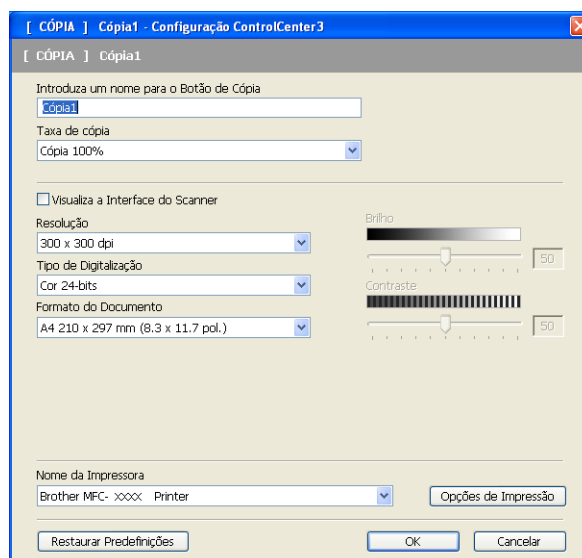 [ CÓPIA ] Cópia1 - Configuração ControlCenter3
[ CÓPIA ] Cópia1
Introduza um nome para o Botão de Cópia
Cópia1
Taxa de cópia
Cópia 100%
Visualiza a Interface do Scanner
Resolução
300 x 300 dpi
Tipo de Digitalização
Cor 24-bits
Formato do Documento
A4 210 x 297 mm (8.3 x 11.7 pol.)
Brilho
50
Contraste
50
Nome da Impressora
Brother MFC- XXXX Printer
Opções de Impressão
Restaurar Predefinições
OK
Cancelar